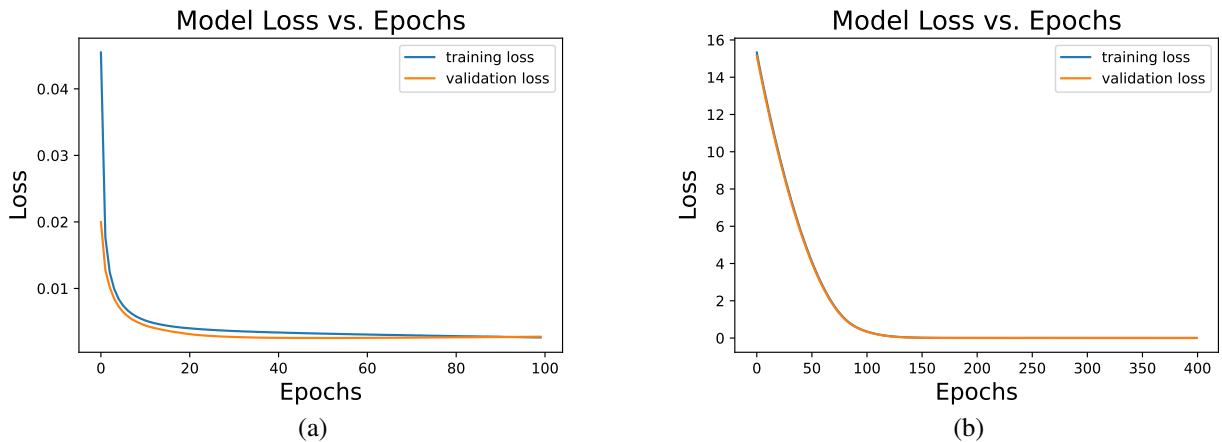 Model Loss vs. Epochs
training loss
validation loss
0.04
0.03
0.02
0.01
Loss
0 20 40 60 80 100
Epochs
(a)
Model Loss vs. Epochs
training loss
validation loss
16
14
12
10
8
6
4
2
0
Loss
0 50 100 150 200 250 300 350 400
Epochs
(b)